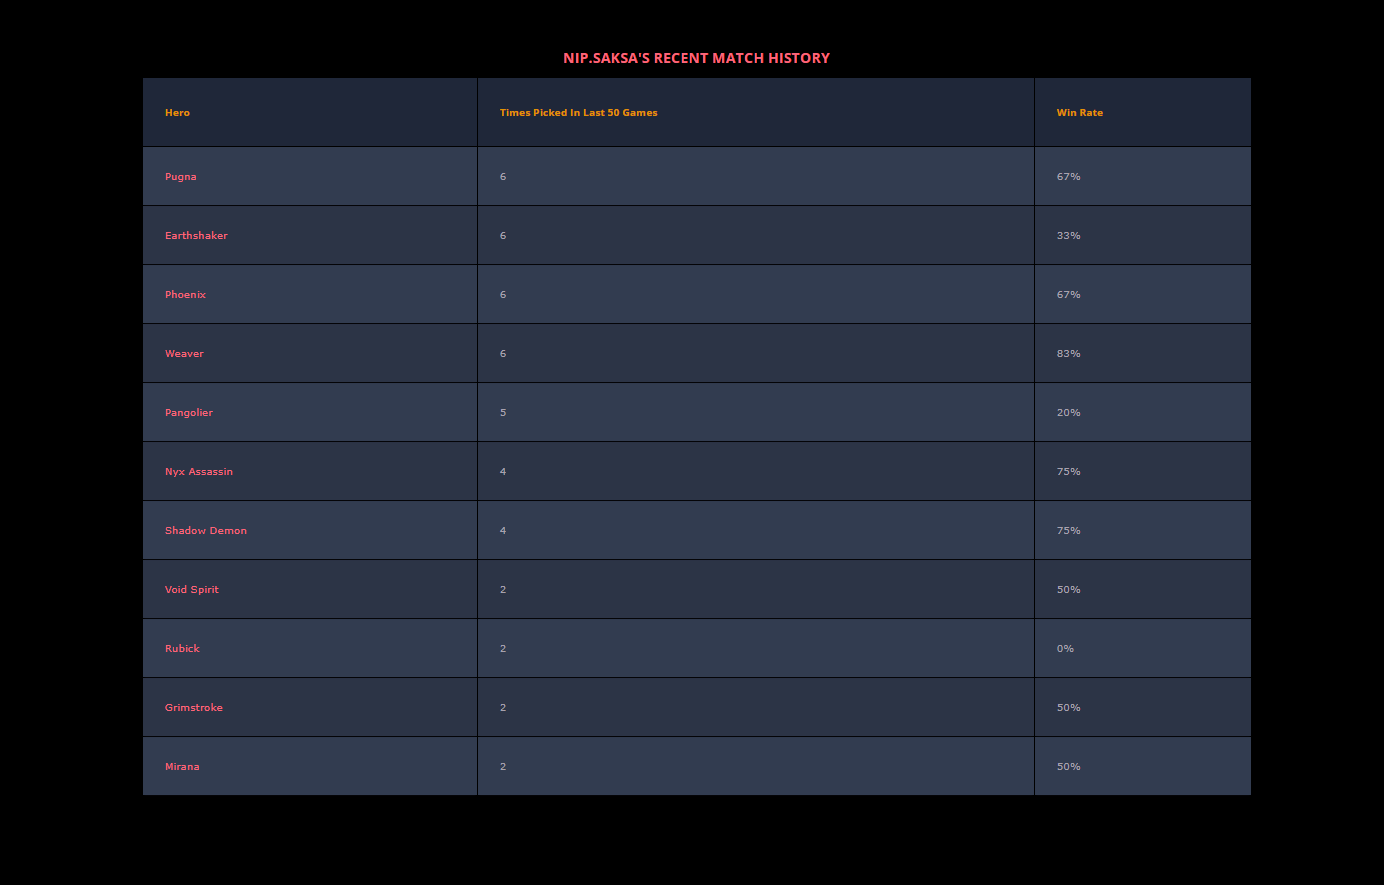 NIP.SAKSA'S RECENT MATCH HISTORY
Hero Times Picked In Last 50 Games Win Rate
Pugna 6 67%
Earthshaker 6 33%
Phoenix 6 67%
Weaver 6 83%
Pangolier 5 20%
Nyx Assassin 4 75%
Shadow Demon 4 75%
Void Spirit 2 50%
Rubick 2 0%
Grimstroke 2 50%
Mirana 2 50%